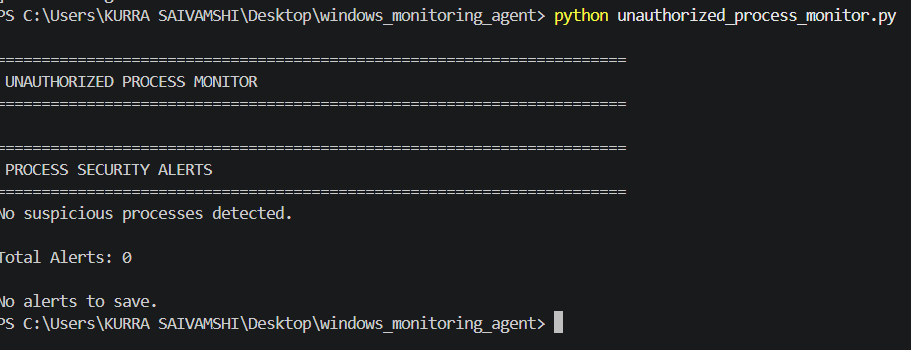 PS C:\Users\KURRA SAIVAMSHI\Desktop\windows_monitoring_agent> python unauthorized_process_monitor.py
======================================================================
UNAUTHORIZED PROCESS MONITOR
======================================================================
======================================================================
PROCESS SECURITY ALERTS
======================================================================
No suspicious processes detected.
Total Alerts: 0
No alerts to save.
PS C:\Users\KURRA SAIVAMSHI\Desktop\windows_monitoring_agent>